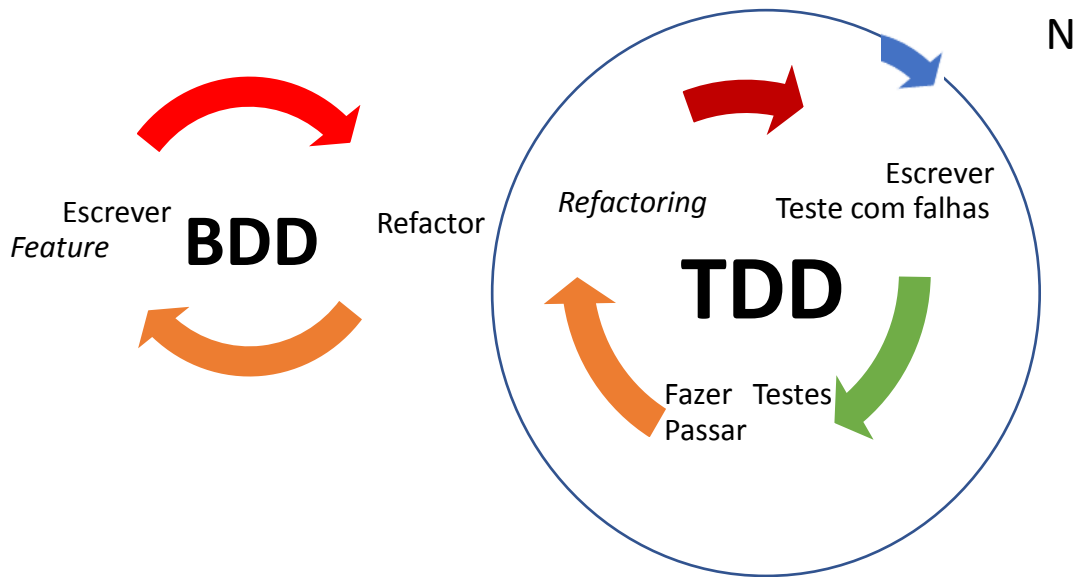 N
Escrever
Feature
BDD
Refactor
Refactoring
Escrever
Teste com falhas
TDD
Fazer Testes
Passar